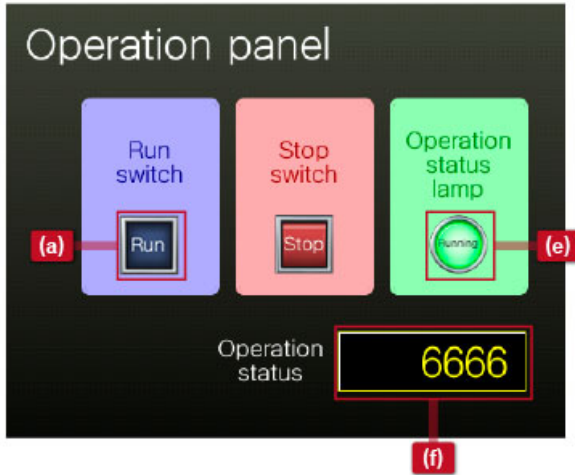 Operation panel
Run
switch
Stop
switch
Operation
status
lamp
(a)
Run
Stop
Running
(e)
Operation
status
6666
(f)